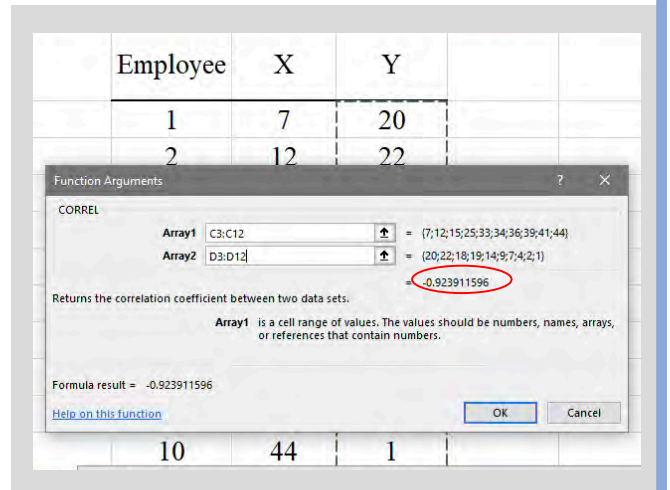 Employee X Y
1 7 20
2 12 22
Function Arguments ? ×
CORREL
Array1 C3:C12 = {7;12;15;25;33;34;36;39;41;44}
Array2 D3:D12 = {20;22;18;19;14;9;7;4;2;1}
= -0.923911596
Returns the correlation coefficient between two data sets.
Array1 is a cell range of values. The values should be numbers, names, arrays,
or references that contain numbers.
Formula result = -0.923911596
Help on this function OK Cancel
10 44 1